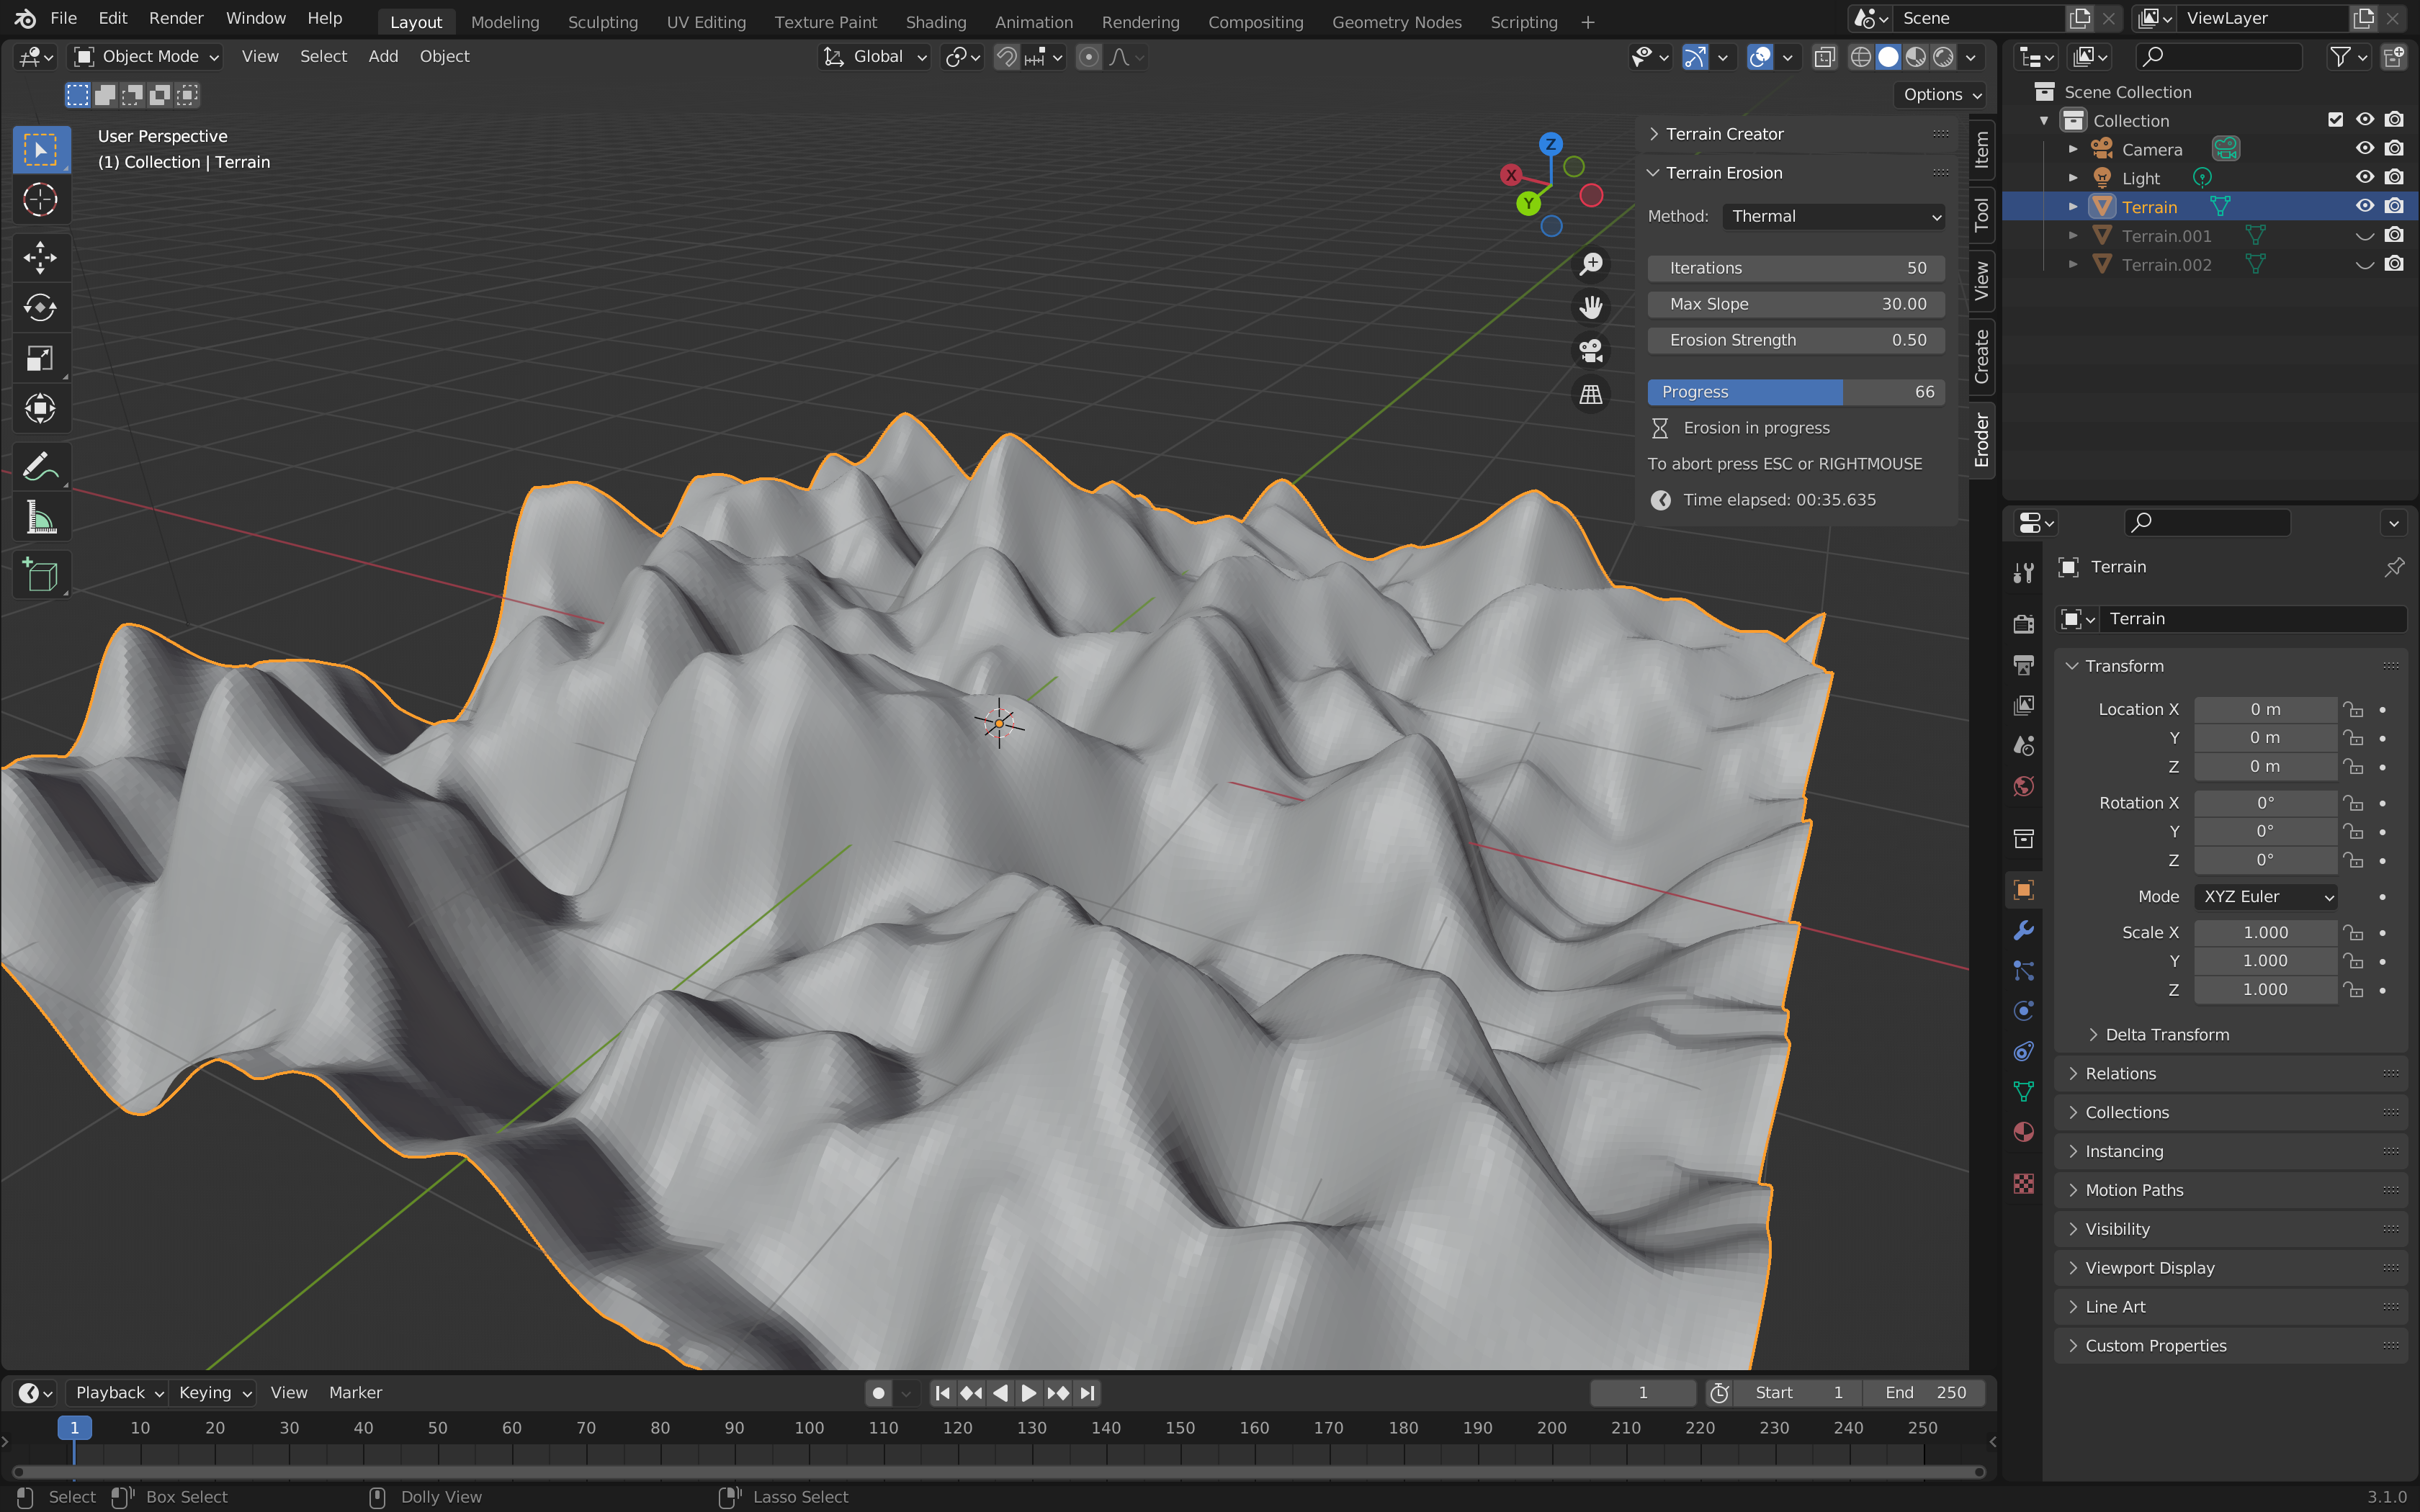 File Edit Render Window Help Layout Modeling Sculpting UV Editing Texture Paint Shading Animation Rendering Compositing Geometry Nodes Scripting + Scene ViewLayer
Object Mode View Select Add Object Global
Options
User Perspective
(1) Collection | Terrain
Z
X
Y
Terrain Creator
Terrain Erosion
Method: Thermal
Iterations 50
Max Slope 30.00
Erosion Strength 0.50
Progress 66
Erosion in progress
To abort press ESC or RIGHTMOUSE
Time elapsed: 00:35.635
Item
Tool
View
Create
Eroder
Scene Collection
Collection
Camera
Light
Terrain
Terrain.001
Terrain.002
Terrain
Terrain
Transform
Location X 0 m
Y 0 m
Z 0 m
Rotation X 0°
Y 0°
Z 0°
Mode XYZ Euler
Scale X 1.000
Y 1.000
Z 1.000
Delta Transform
Relations
Collections
Instancing
Motion Paths
Visibility
Viewport Display
Line Art
Custom Properties
Playback Keying View Marker 1 Start 1 End 250
1 10 20 30 40 50 60 70 80 90 100 110 120 130 140 150 160 170 180 190 200 210 220 230 240 250
Select Box Select Dolly View Lasso Select 3.1.0